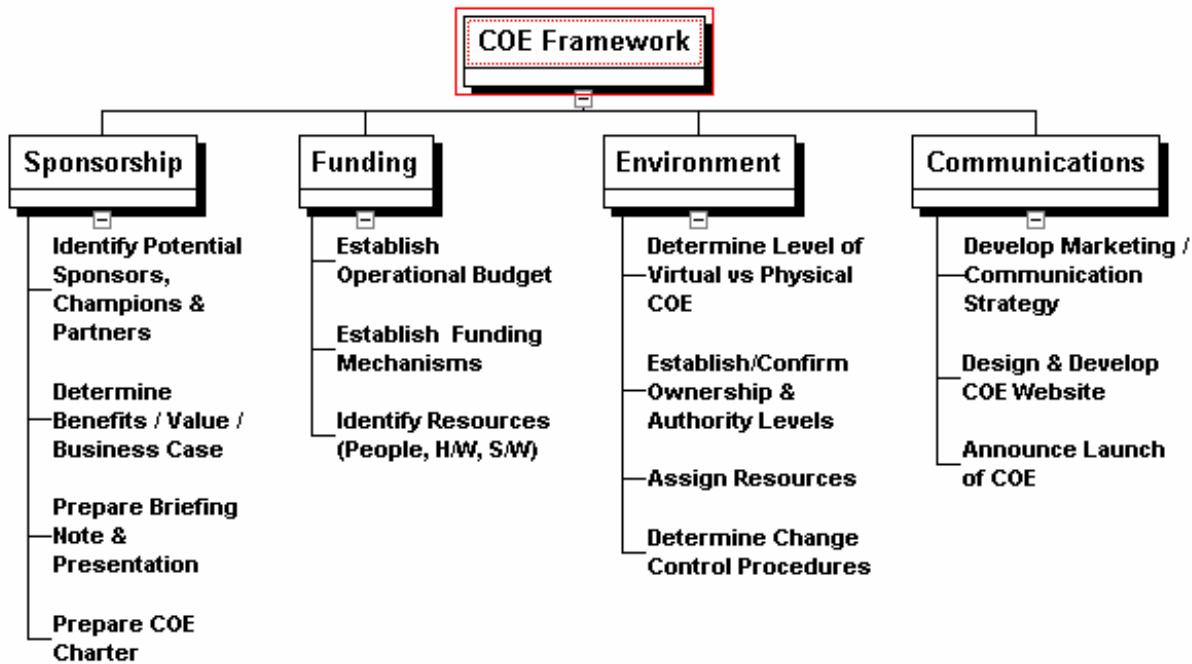 COE Framework
Sponsorship
Identify Potential
Sponsors,
Champions &
Partners
Determine
Benefits / Value /
Business Case
Prepare Briefing
Note &
Presentation
Prepare COE
Charter
Funding
Establish
Operational Budget
Establish Funding
Mechanisms
Identify Resources
(People, H/W, S/W)
Environment
Determine Level of
Virtual vs Physical
COE
Establish/Confirm
Ownership &
Authority Levels
Assign Resources
Determine Change
Control Procedures
Communications
Develop Marketing /
Communication
Strategy
Design & Develop
COE Website
Announce Launch
of COE